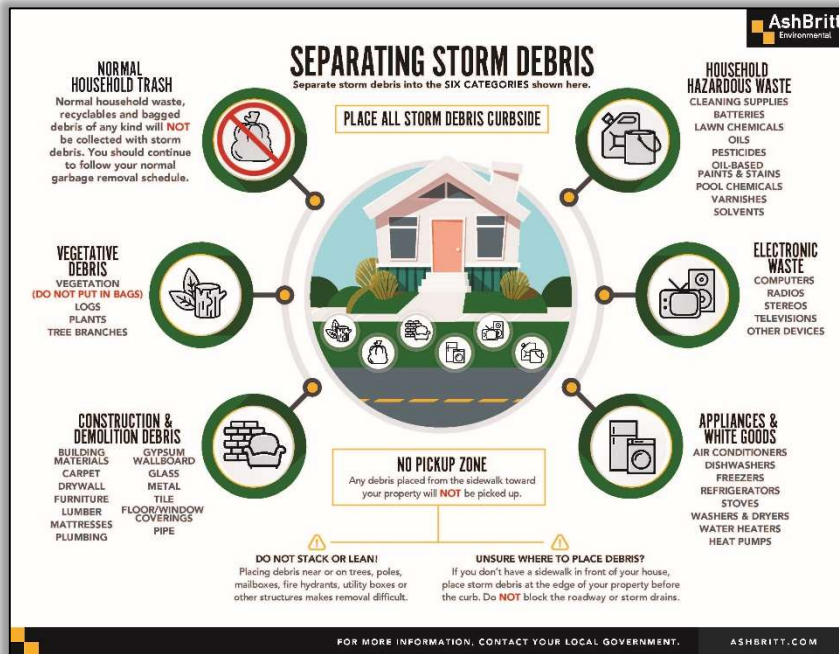 AshBritt
Environmental
SEPARATING STORM DEBRIS
Separate storm debris into the SIX CATEGORIES shown here.
PLACE ALL STORM DEBRIS CURBSIDE
NORMAL
HOUSEHOLD TRASH
Normal household waste,
recyclables and bagged
debris of any kind will NOT
be collected with storm
debris. You should continue
to follow your normal
garbage removal schedule.
VEGETATIVE
DEBRIS
VEGETATION
(DO NOT PUT IN BAGS)
LOGS
PLANTS
TREE BRANCHES
CONSTRUCTION &
DEMOLITION DEBRIS
BUILDING
MATERIALS
CARPET
DRYWALL
FURNITURE
LUMBER
MATTRESSES
PLUMBING
GYPSUM
WALLBOARD
GLASS
METAL
TILE
FLOOR/WINDOW
COVERINGS
PIPE
HOUSEHOLD
HAZARDOUS WASTE
CLEANING SUPPLIES
BATTERIES
LAWN CHEMICALS
OILS
PESTICIDES
OIL-BASED
PAINTS & STAINS
POOL CHEMICALS
VARNISHES
SOLVENTS
ELECTRONIC
WASTE
COMPUTERS
RADIOS
STEREOS
TELEVISIONS
OTHER DEVICES
APPLIANCES &
WHITE GOODS
AIR CONDITIONERS
DISHWASHERS
FREEZERS
REFRIGERATORS
STOVES
WASHERS & DRYERS
WATER HEATERS
HEAT PUMPS
NO PICKUP ZONE
Any debris placed from the sidewalk toward
your property will NOT be picked up.
DO NOT STACK OR LEAN!
Placing debris near or on trees, poles,
mailboxes, fire hydrants, utility boxes or
other structures makes removal difficult.
UNSURE WHERE TO PLACE DEBRIS?
If you don't have a sidewalk in front of your house,
place storm debris at the edge of your property before
the curb. Do NOT block the roadway or storm drains.
FOR MORE INFORMATION, CONTACT YOUR LOCAL GOVERNMENT.
ASHBRITT.COM